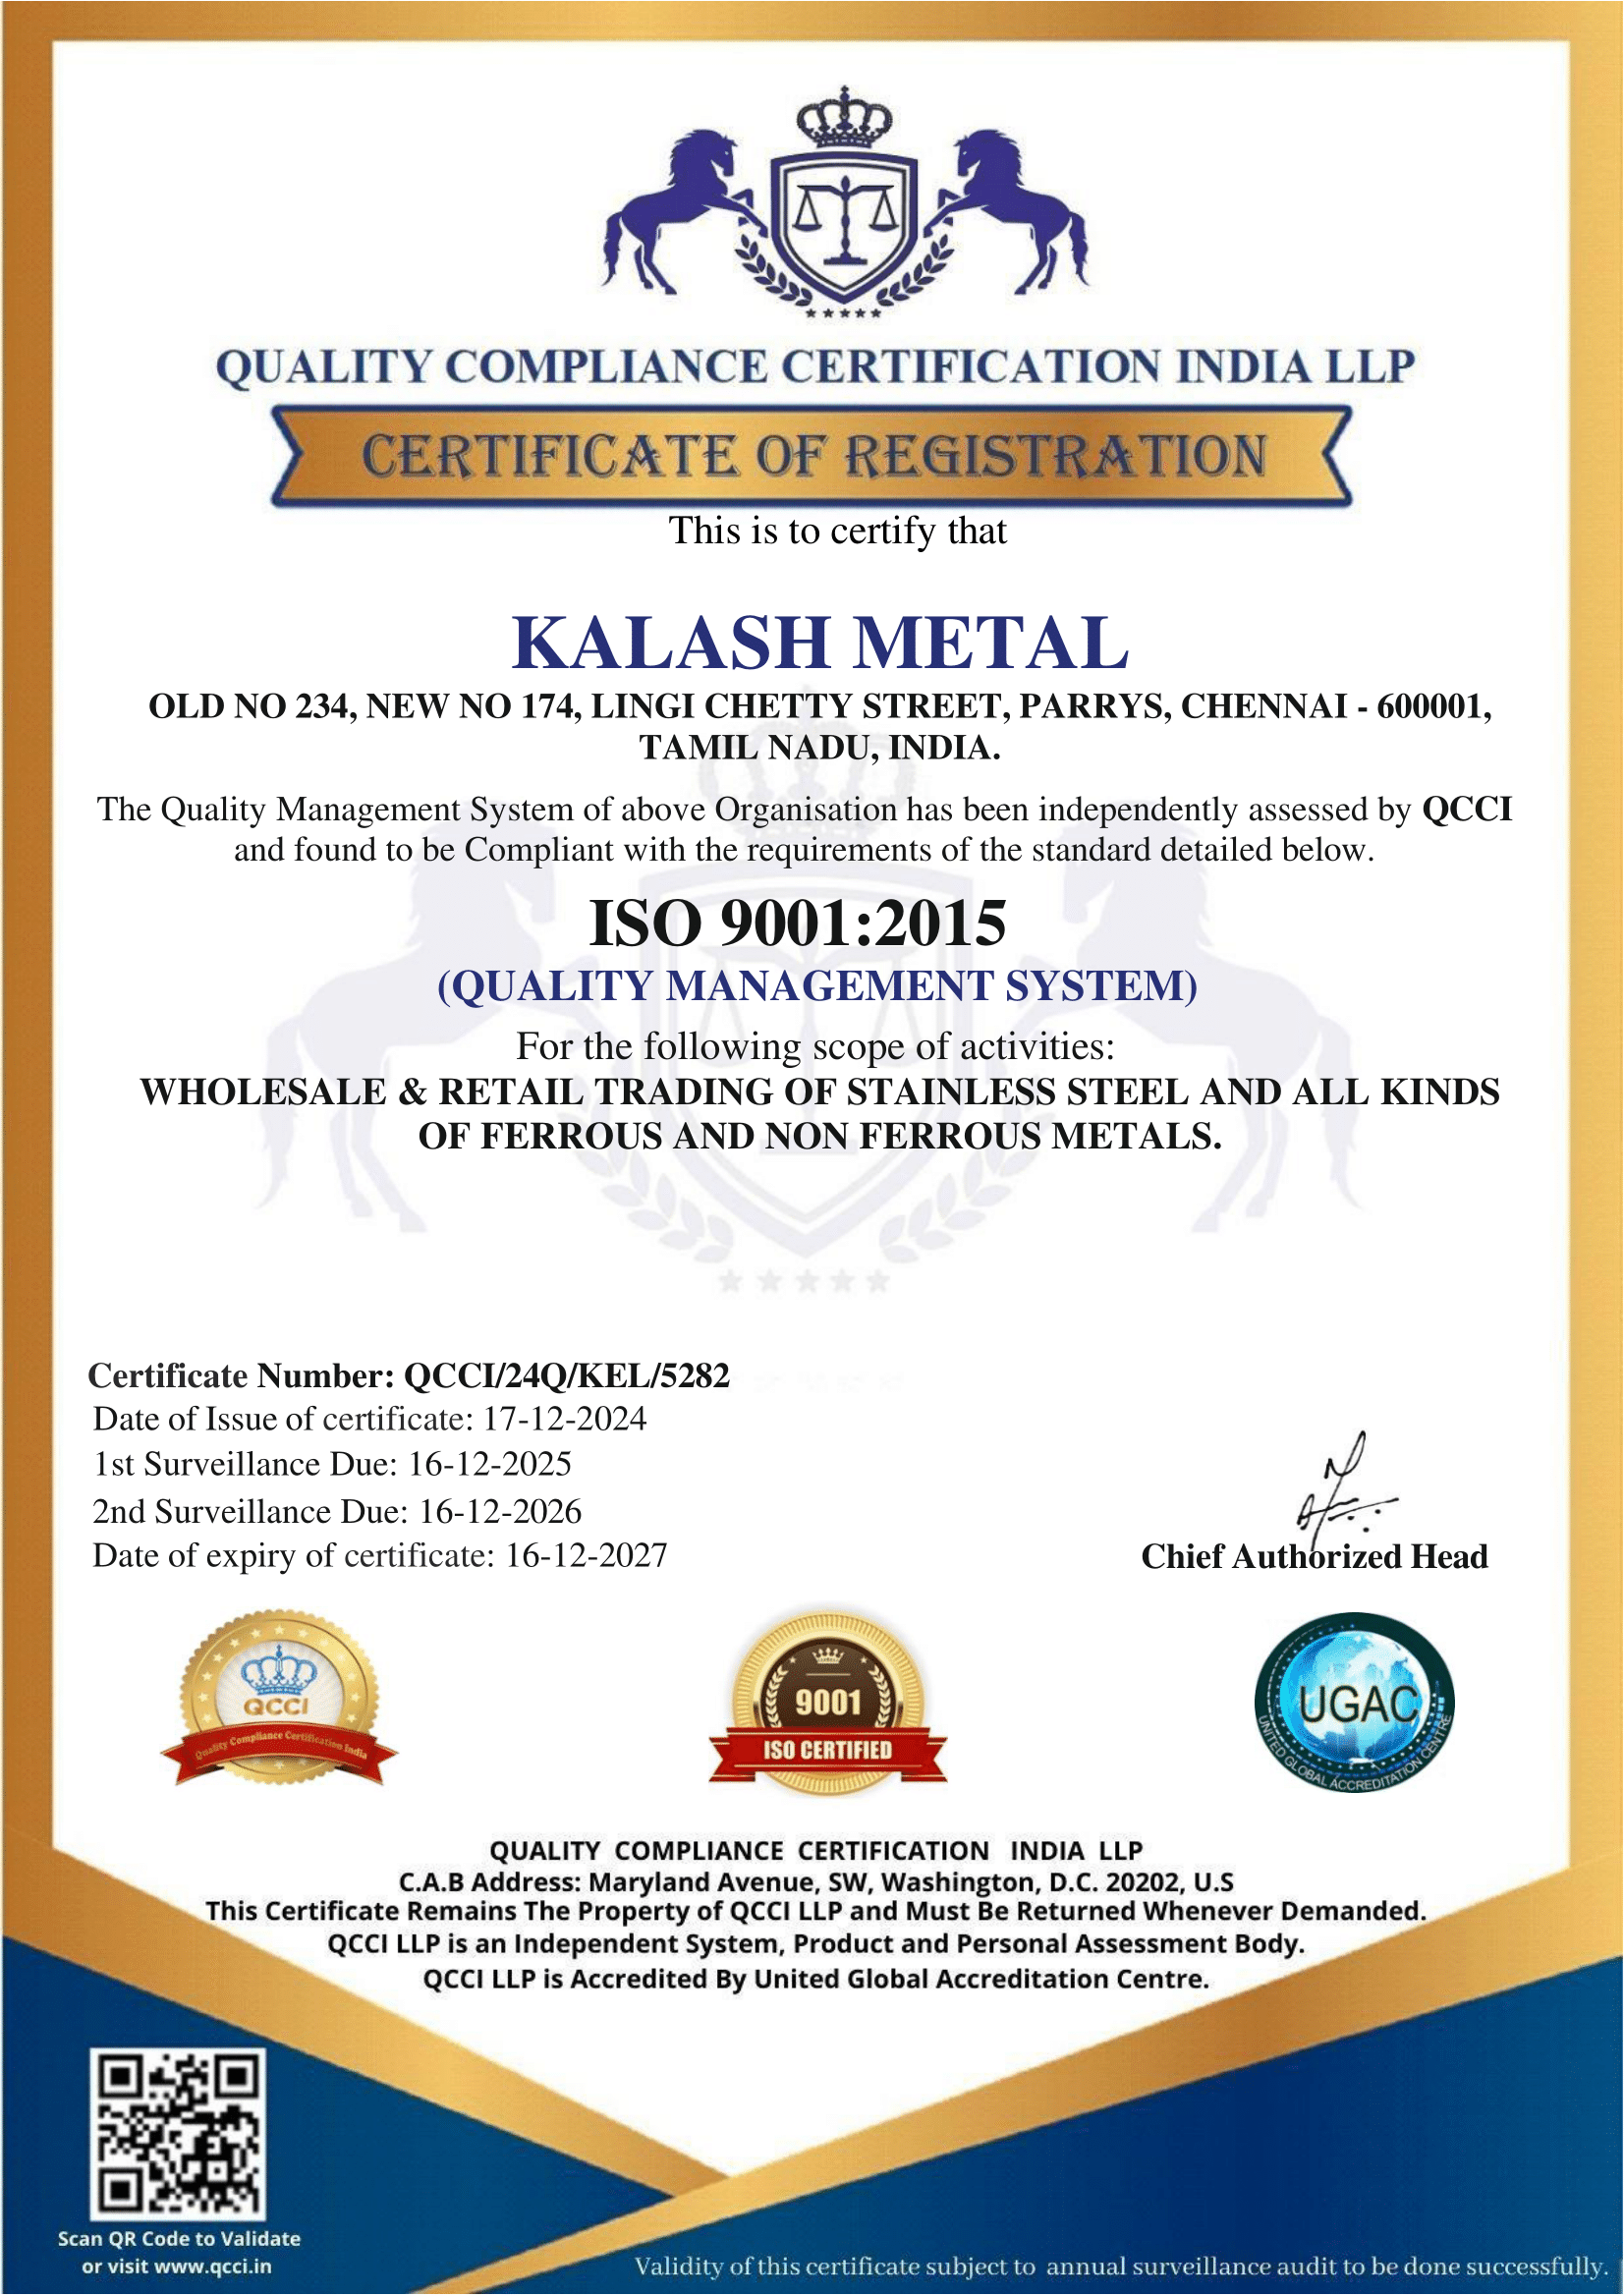 QUALITY COMPLIANCE CERTIFICATION INDIA LLP
CERTIFICATE OF REGISTRATION
This is to certify that
KALASH METAL
OLD NO 234, NEW NO 174, LINGI CHETTY STREET, PARRYS, CHENNAI - 600001,
TAMIL NADU, INDIA.
The Quality Management System of above Organisation has been independently assessed by QCCI
and found to be Compliant with the requirements of the standard detailed below.
ISO 9001:2015
(QUALITY MANAGEMENT SYSTEM)
For the following scope of activities:
WHOLESALE & RETAIL TRADING OF STAINLESS STEEL AND ALL KINDS
OF FERROUS AND NON FERROUS METALS.
Certificate Number: QCCI/24Q/KEL/5282
Date of Issue of certificate: 17-12-2024
1st Surveillance Due: 16-12-2025
2nd Surveillance Due: 16-12-2026
Date of expiry of certificate: 16-12-2027
Chief Authorized Head
QCCI
Quality Compliance Certification India
9001
ISO CERTIFIED
UGAC
UNITED GLOBAL ACCREDITATION CENTRE
QUALITY COMPLIANCE CERTIFICATION INDIA LLP
C.A.B Address: Maryland Avenue, SW, Washington, D.C. 20202, U.S
This Certificate Remains The Property of QCCI LLP and Must Be Returned Whenever Demanded.
QCCI LLP is an Independent System, Product and Personal Assessment Body.
QCCI LLP is Accredited By United Global Accreditation Centre.
Scan QR Code to Validate
or visit www.qcci.in
Validity of this certificate subject to annual surveillance audit to be done successfully.